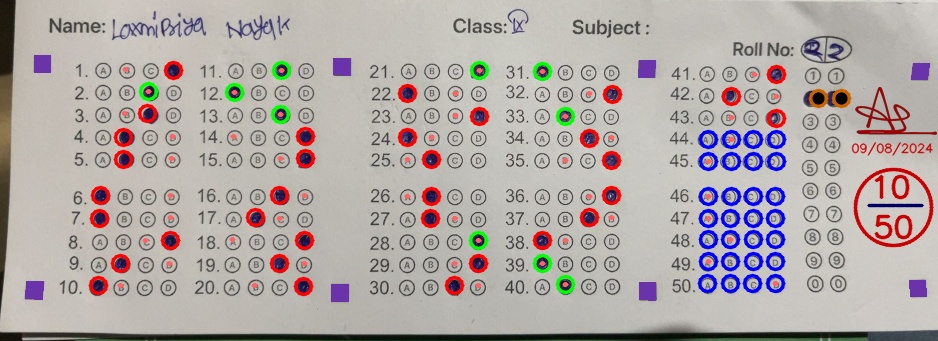 Name: LaxmiPriya Nayak
Class: IX
Subject :
Roll No: 22
1. A B C
2. A B D
3. A B D
4. A C D
5. A C D
6. B C D
7. B C D
8. A B C
9. A C D
10. B C D
11. A B D
12. B C D
13. A B D
14. A B C
15. A B C
16. A B D
17. A C D
18. A B C
19. A B D
20. A B C
21. A B C
22. B C D
23. A B C
24. B C D
25. A C D
26. A C D
27. A C D
28. A B C
29. A B C
30. A B D
31. B C D
32. A B C
33. A C D
34. A B D
35. A B C
36. A B C
37. A B D
38. B C D
39. B C D
40. A C D
41. A B C
42. A C D
43. A B C
44. A B C D
45. A B C D
46. A B C D
47. A B C D
48. A B C D
49. A B C D
50. A B C D
1 1
3 3
4 4
5 5
6 6
7 7
8 8
9 9
0 0
09/08/2024
10
50